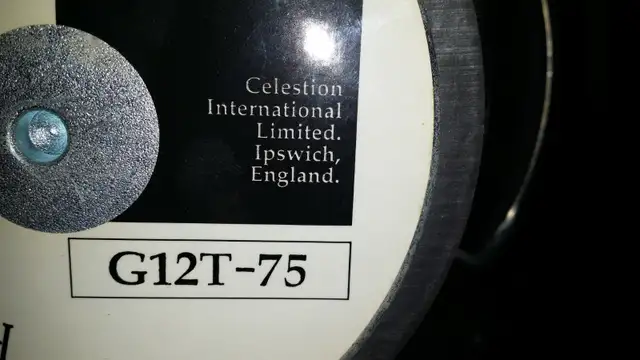 Celestion
International
Limited.
Ipswich,
England.
G12T-75